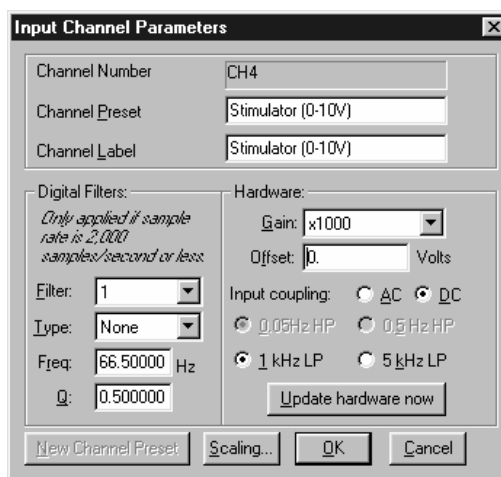 Input Channel Parameters
Channel Number CH4
Channel Preset Stimulator (0-10V)
Channel Label Stimulator (0-10V)
Digital Filters:
Only applied if sample
rate is 2,000
samples/second or less.
Filter: 1
Type: None
Freq: 66.50000 Hz
Q: 0.500000
Hardware:
Gain: x1000
Offset: 0. Volts
Input coupling: AC DC
0.05Hz HP 0.5 Hz HP
1 kHz LP 5 kHz LP
Update hardware now
New Channel Preset Scaling... OK Cancel